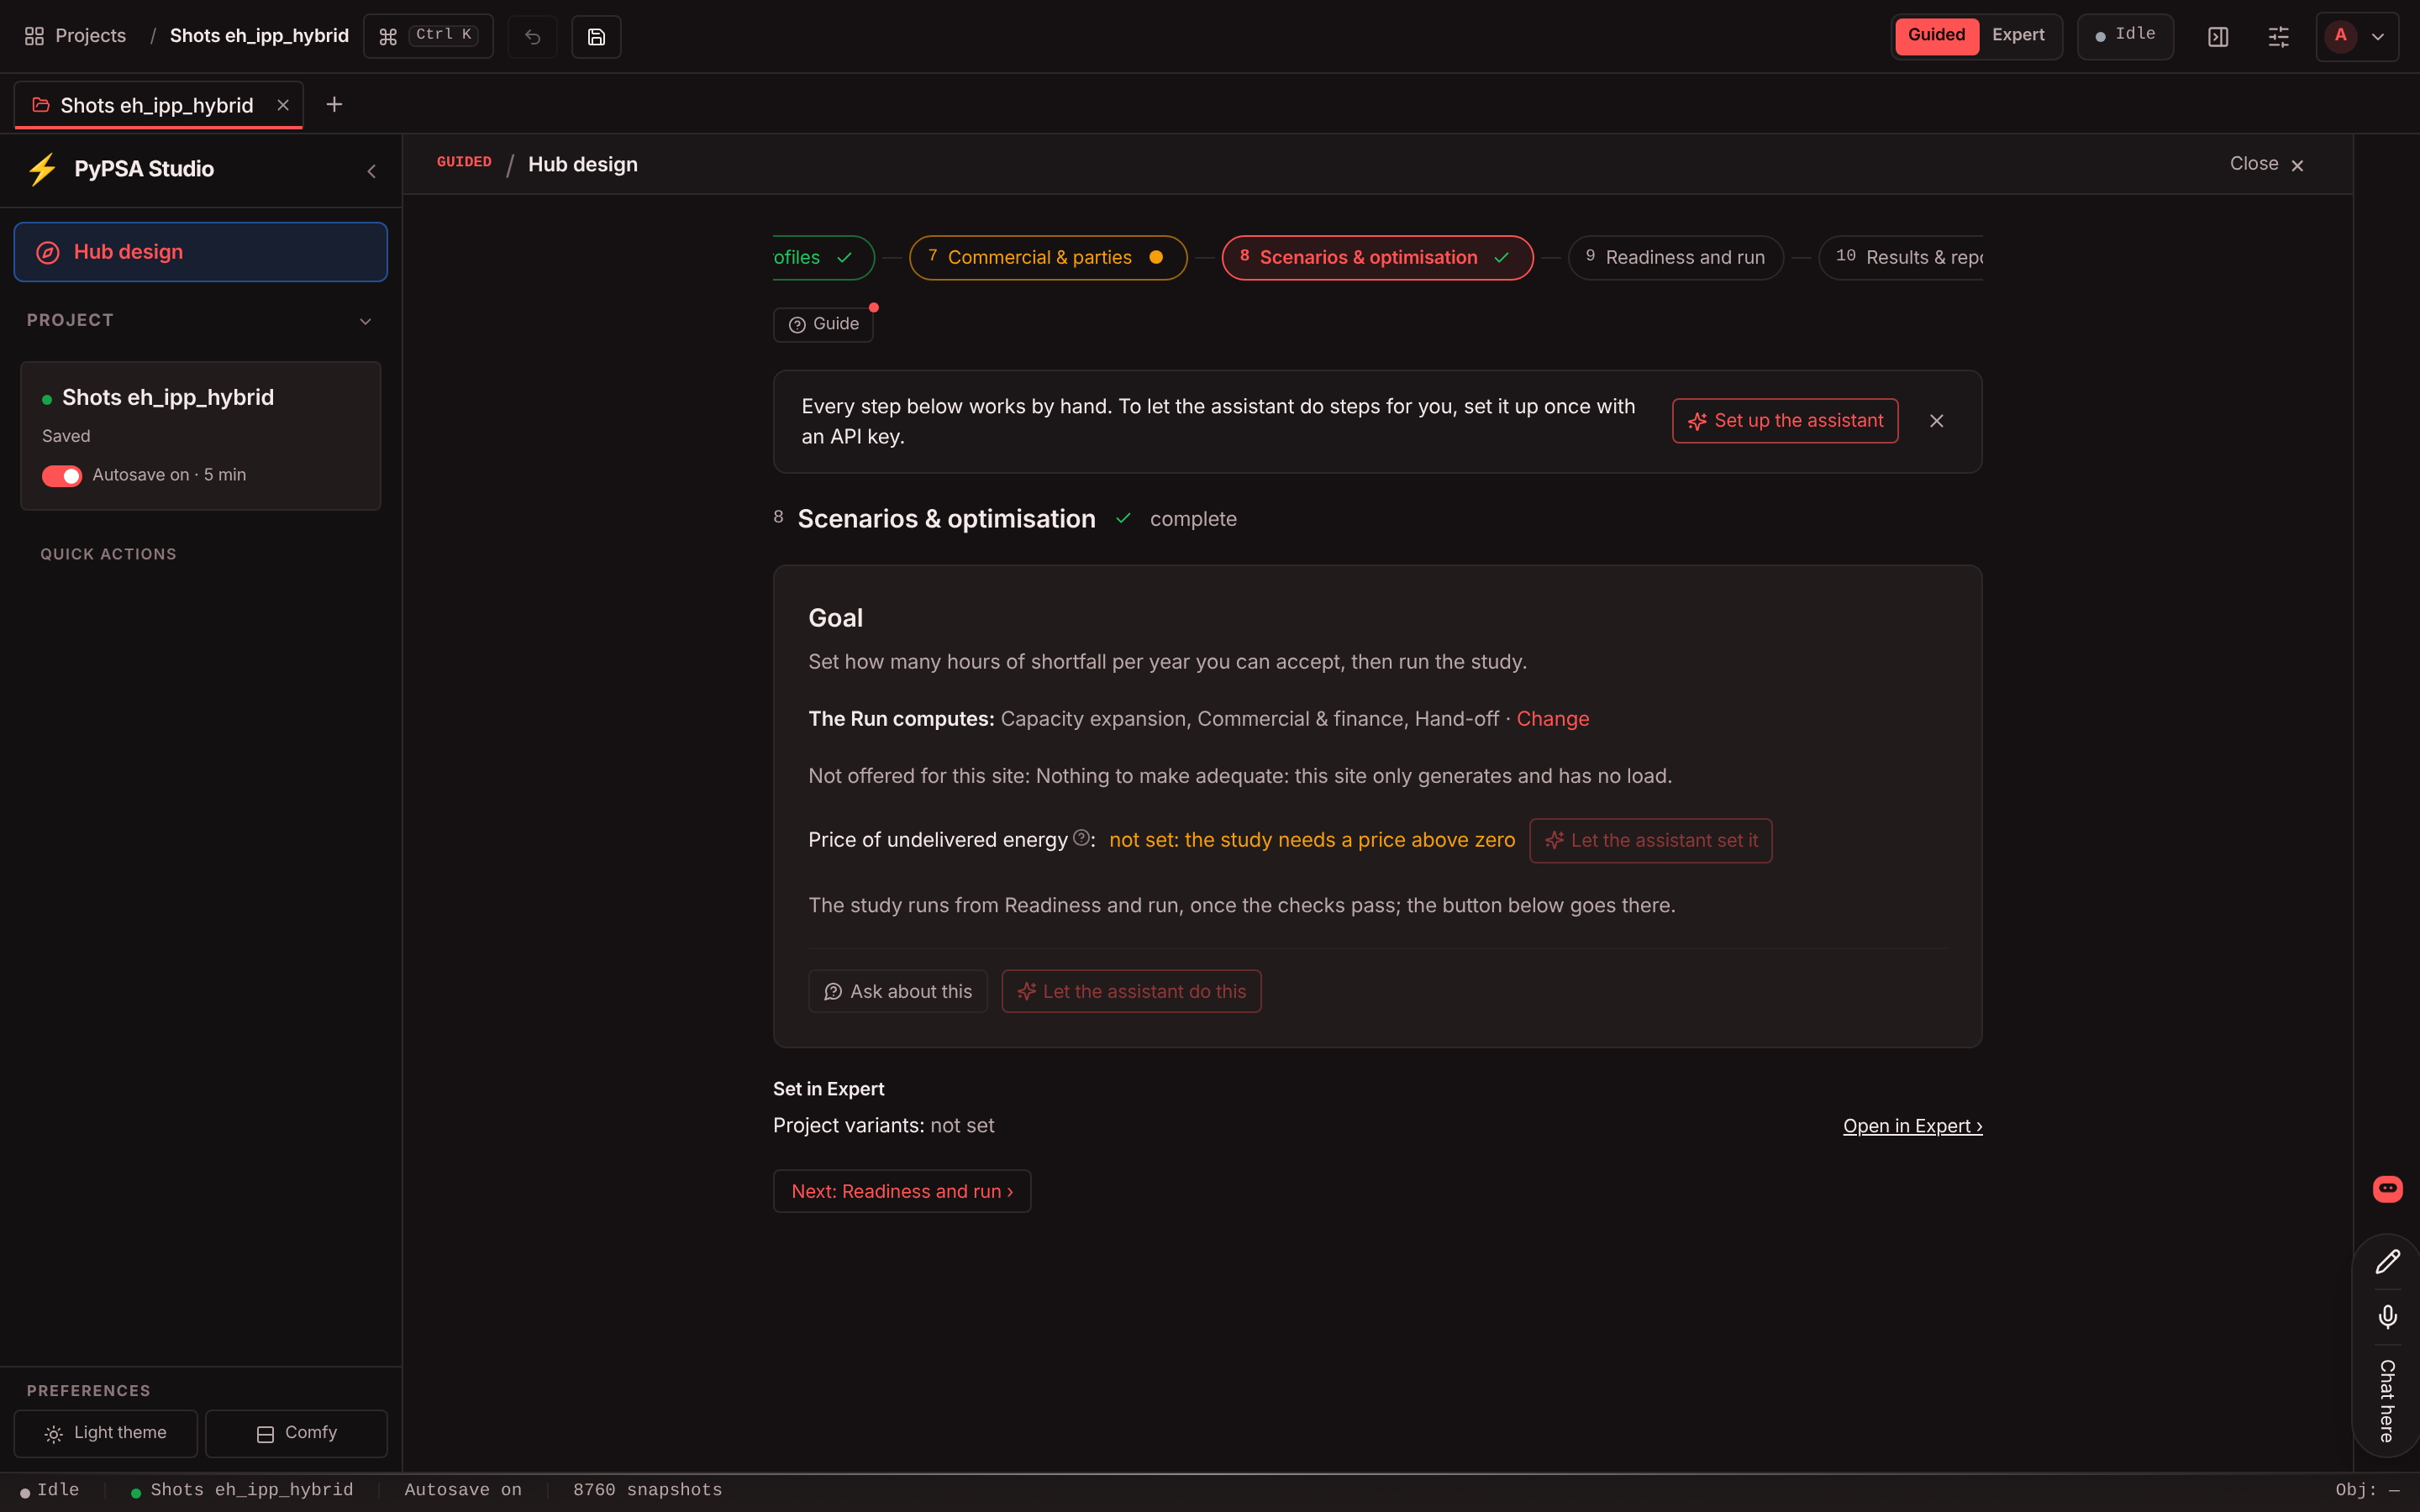 Projects / Shots eh_ipp_hybrid Ctrl K Guided Expert Idle A
Shots eh_ipp_hybrid
PyPSA Studio
GUIDED / Hub design Close
Hub design
ofiles 7 Commercial & parties 8 Scenarios & optimisation 9 Readiness and run 10 Results & repo
PROJECT
Guide
Shots eh_ipp_hybrid
Saved
Autosave on · 5 min
QUICK ACTIONS
Every step below works by hand. To let the assistant do steps for you, set it up once with
an API key.
Set up the assistant
8 Scenarios & optimisation complete
Goal
Set how many hours of shortfall per year you can accept, then run the study.
The Run computes: Capacity expansion, Commercial & finance, Hand-off · Change
Not offered for this site: Nothing to make adequate: this site only generates and has no load.
Price of undelivered energy ?: not set: the study needs a price above zero Let the assistant set it
The study runs from Readiness and run, once the checks pass; the button below goes there.
Ask about this Let the assistant do this
Set in Expert
Project variants: not set Open in Expert ›
Next: Readiness and run ›
Chat here
PREFERENCES
Light theme Comfy
Idle Shots eh_ipp_hybrid Autosave on 8760 snapshots Obj: —